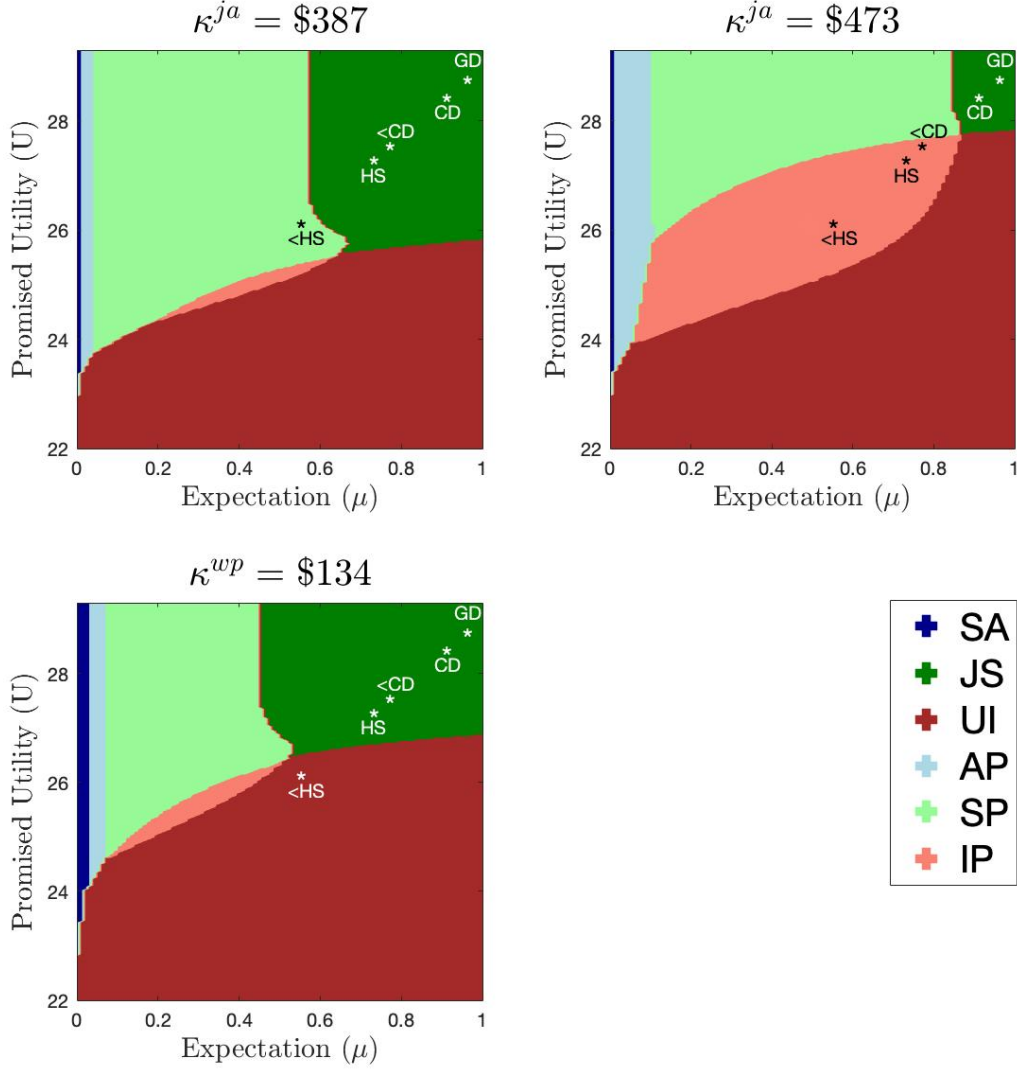 κ^{ja} = $387
Promised Utility (U)
28
26
24
22
GD
*
*
CD
<CD
*
*
HS
*
<HS
0 0.2 0.4 0.6 0.8 1
Expectation (μ)
κ^{ja} = $473
Promised Utility (U)
28
26
24
22
GD
*
*
CD
<CD
*
*
HS
*
<HS
0 0.2 0.4 0.6 0.8 1
Expectation (μ)
κ^{wp} = $134
Promised Utility (U)
28
26
24
22
GD
*
*
CD
<CD
*
*
HS
*
<HS
0 0.2 0.4 0.6 0.8 1
Expectation (μ)
SA
JS
UI
AP
SP
IP